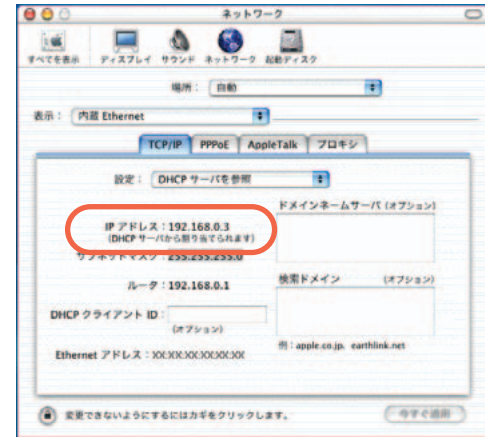 ネットワーク
すべてを表示 ディスプレイ サウンド ネットワーク 起動ディスク
場所： 自動
表示： 内蔵 Ethernet
TCP/IP PPPoE AppleTalk プロキシ
設定： DHCP サーバを参照
ドメインネームサーバ (オプション)
IP アドレス：192.168.0.3
(DHCP サーバから割り当てられます)
サブネットマスク：255.255.255.0
ルータ：192.168.0.1
検索ドメイン (オプション)
DHCP クライアント ID：
(オプション)
例：apple.co.jp, earthlink.net
Ethernet アドレス：XX:XX:XX:XX:XX:XX
変更できないようにするにはカギをクリックします。
今すぐ適用